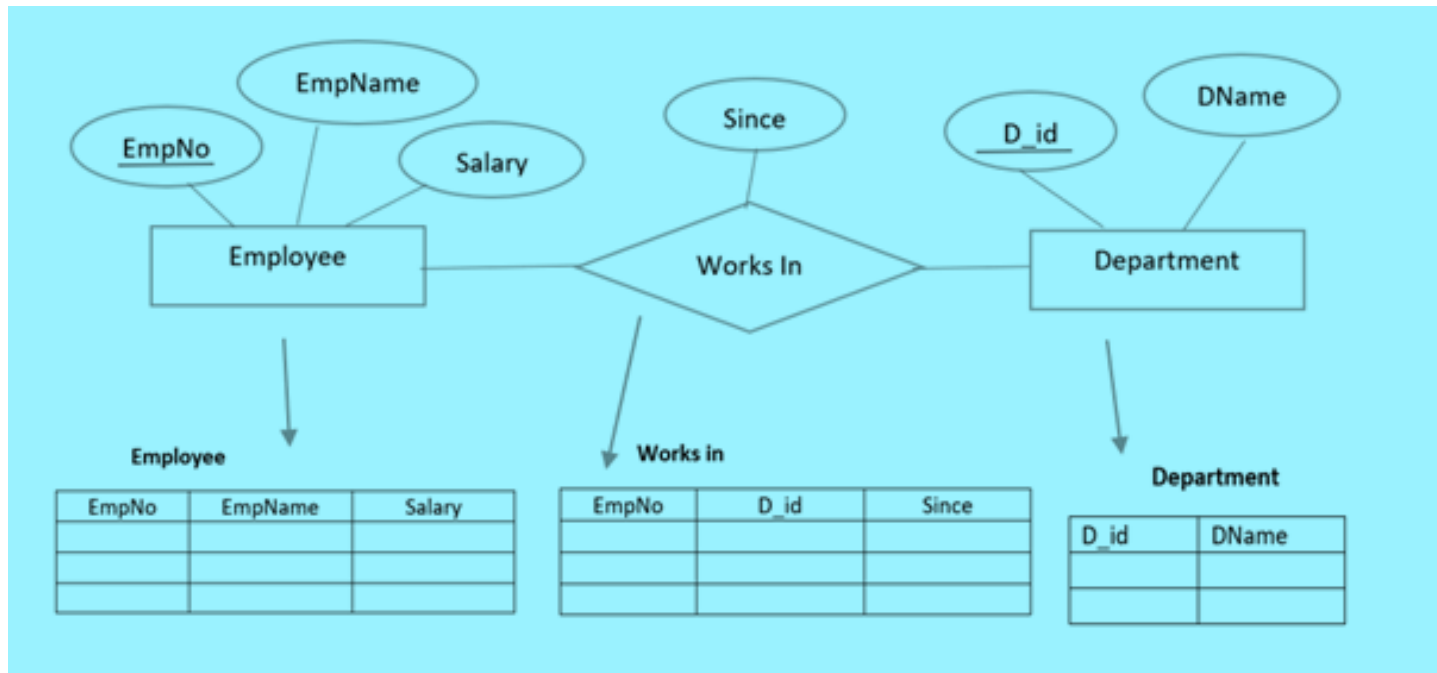 EmpName
EmpNo
Salary
Since
D_id
DName
Employee
Works In
Department
Employee
EmpNo EmpName Salary
Works in
EmpNo D_id Since
Department
D_id DName